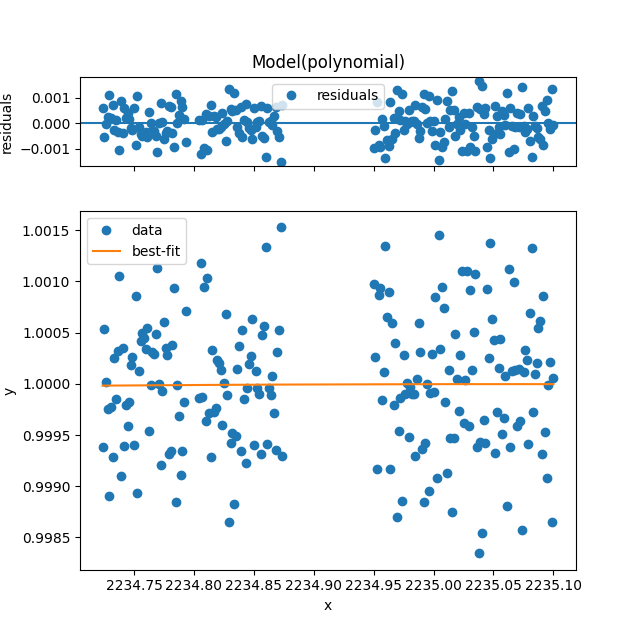 Model(polynomial)
0.001
0.000
−0.001
residuals
residuals
1.0015
1.0010
1.0005
1.0000
0.9995
0.9990
0.9985
y
data
best-fit
2234.75 2234.80 2234.85 2234.90 2234.95 2235.00 2235.05 2235.10
x